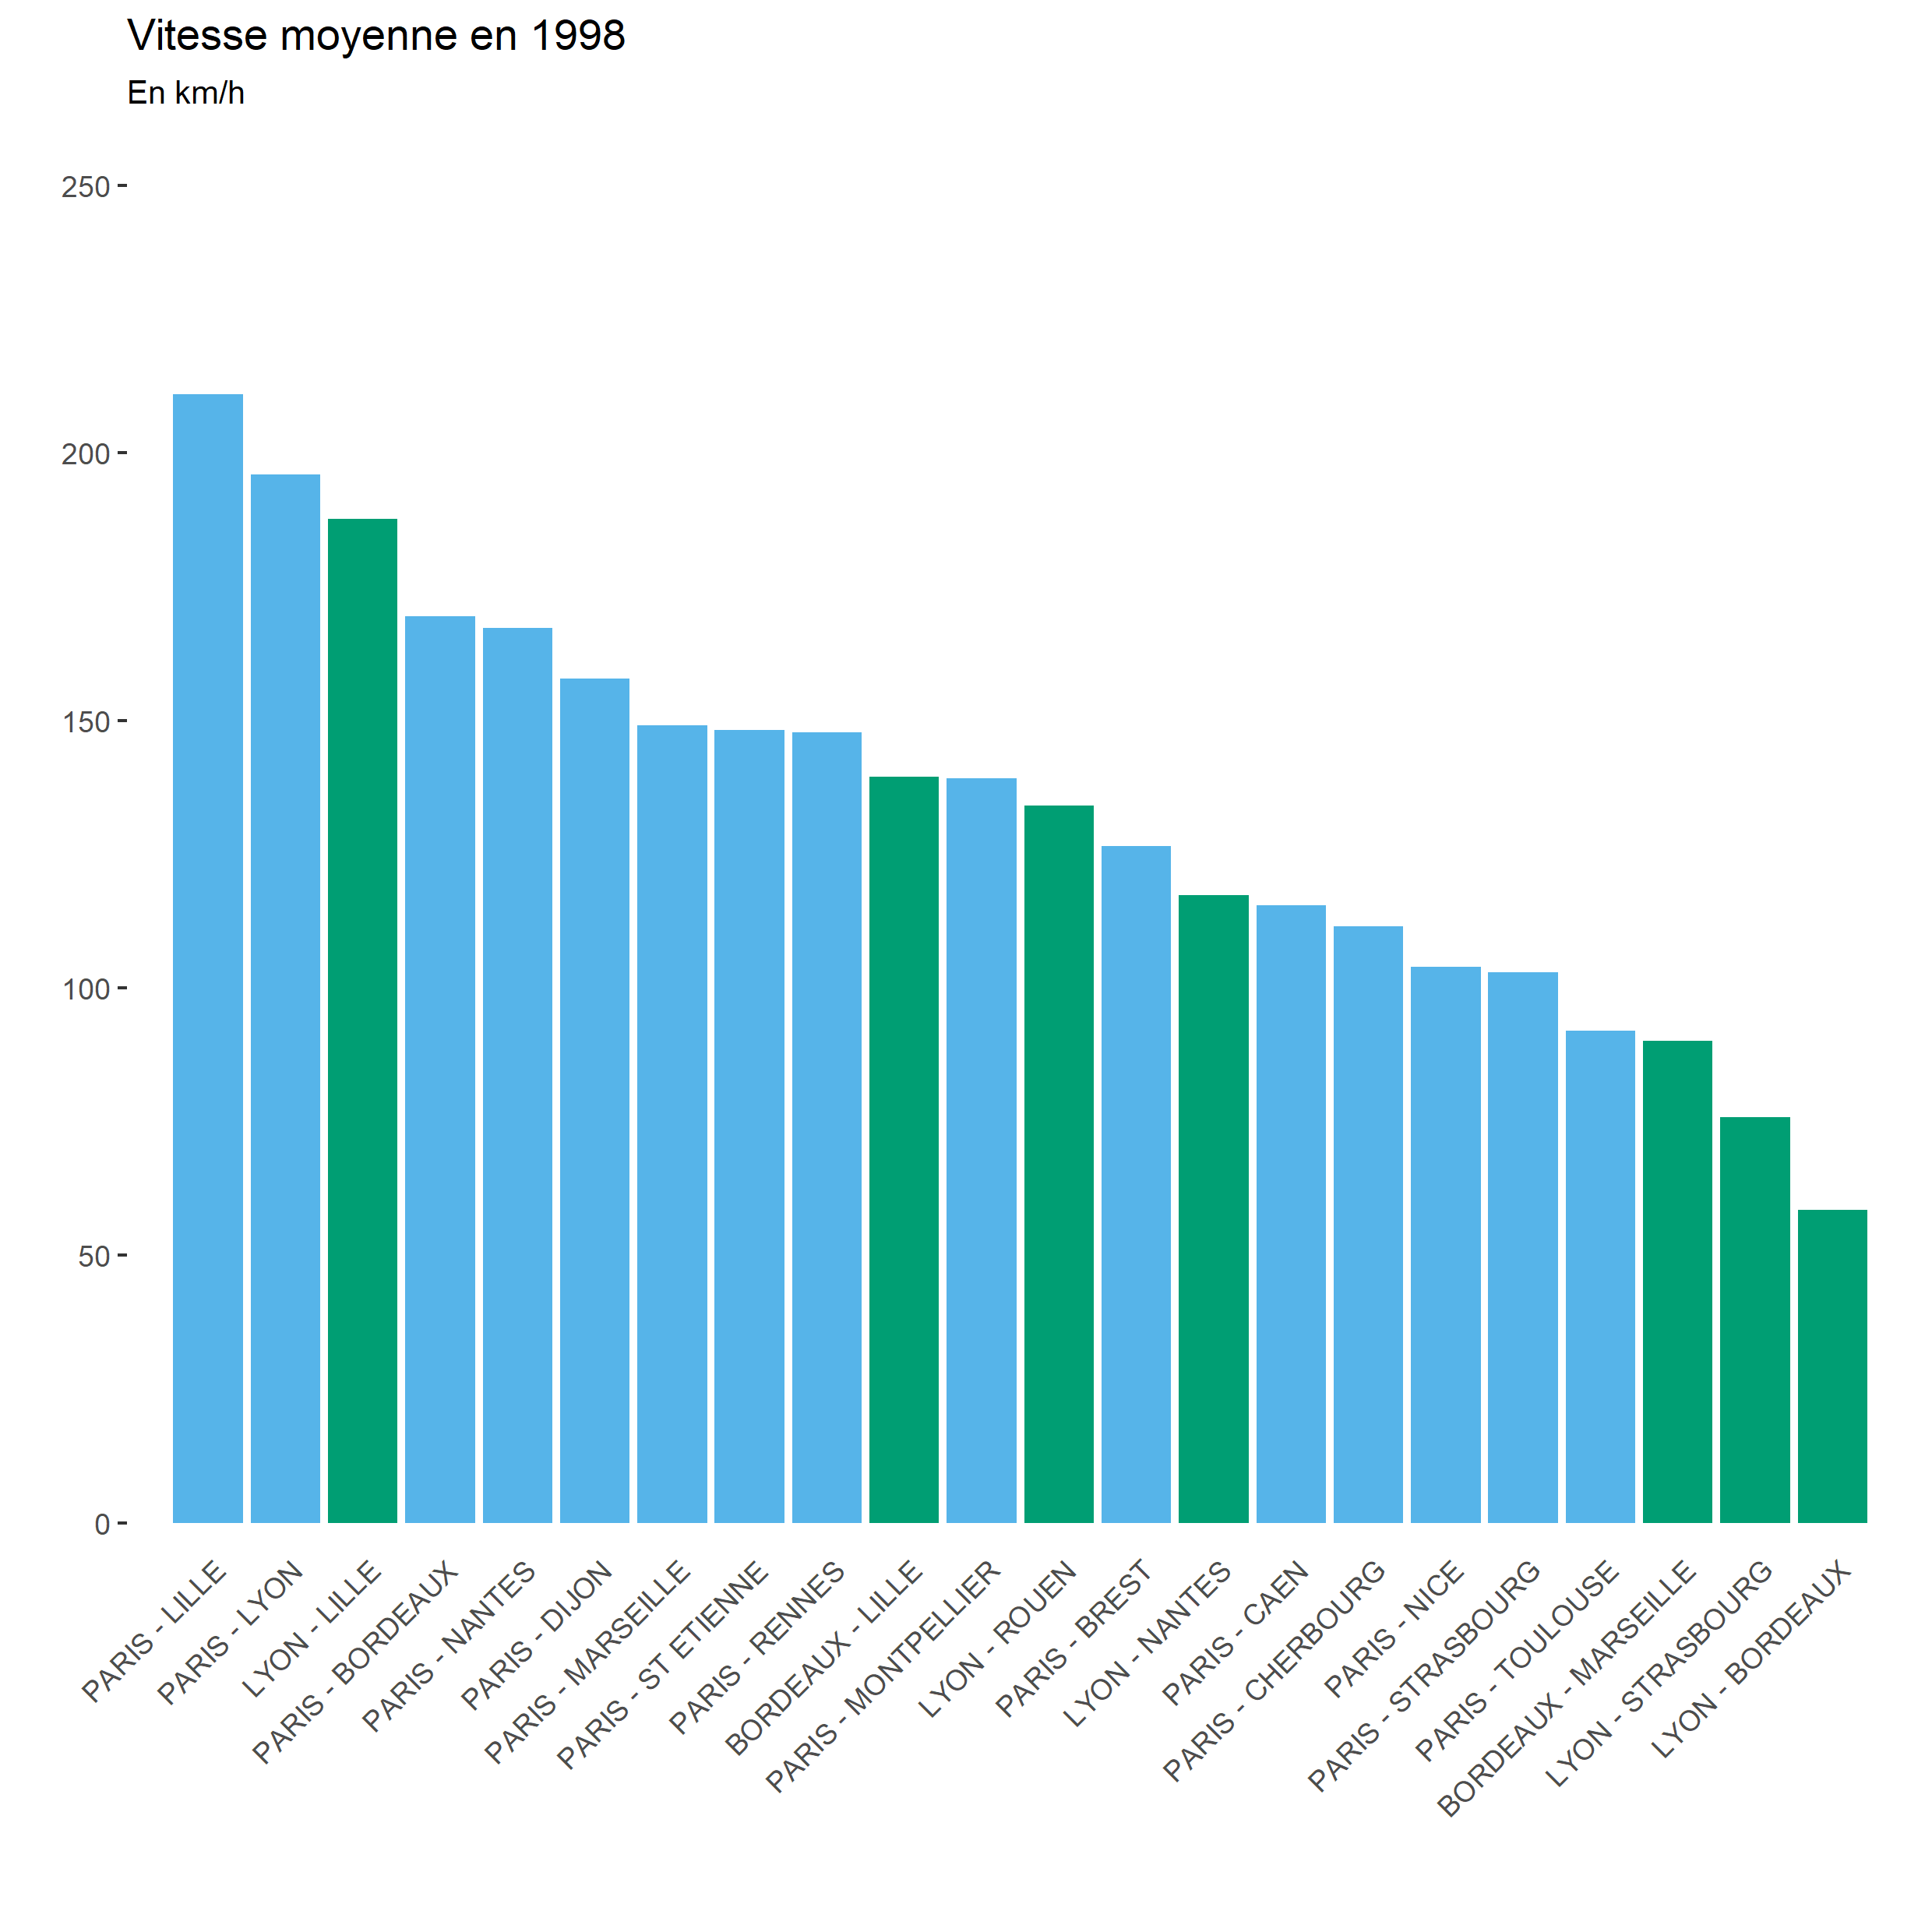 Vitesse moyenne en 1998
En km/h
250
200
150
100
50
0
PARIS - LILLE
PARIS - LYON
LYON - LILLE
PARIS - BORDEAUX
PARIS - NANTES
PARIS - DIJON
PARIS - MARSEILLE
PARIS - ST ETIENNE
PARIS - RENNES
BORDEAUX - LILLE
PARIS - MONTPELLIER
LYON - ROUEN
PARIS - BREST
LYON - NANTES
PARIS - CAEN
PARIS - CHERBOURG
PARIS - NICE
PARIS - STRASBOURG
PARIS - TOULOUSE
BORDEAUX - MARSEILLE
LYON - STRASBOURG
LYON - BORDEAUX